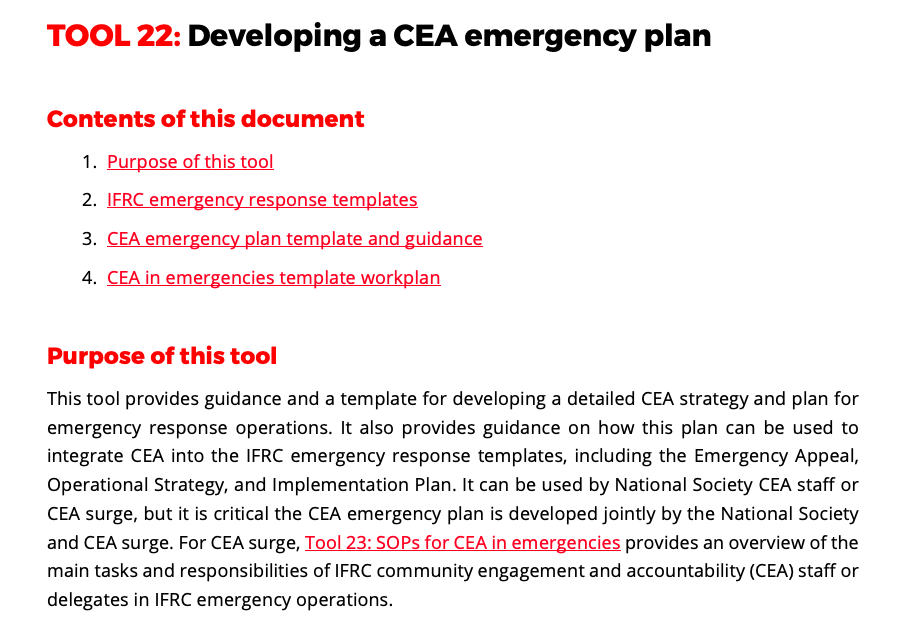 TOOL 22: Developing a CEA emergency plan
Contents of this document
1. Purpose of this tool
2. IFRC emergency response templates
3. CEA emergency plan template and guidance
4. CEA in emergencies template workplan
Purpose of this tool
This tool provides guidance and a template for developing a detailed CEA strategy and plan for
emergency response operations. It also provides guidance on how this plan can be used to
integrate CEA into the IFRC emergency response templates, including the Emergency Appeal,
Operational Strategy, and Implementation Plan. It can be used by National Society CEA staff or
CEA surge, but it is critical the CEA emergency plan is developed jointly by the National Society
and CEA surge. For CEA surge, Tool 23: SOPs for CEA in emergencies provides an overview of the
main tasks and responsibilities of IFRC community engagement and accountability (CEA) staff or
delegates in IFRC emergency operations.